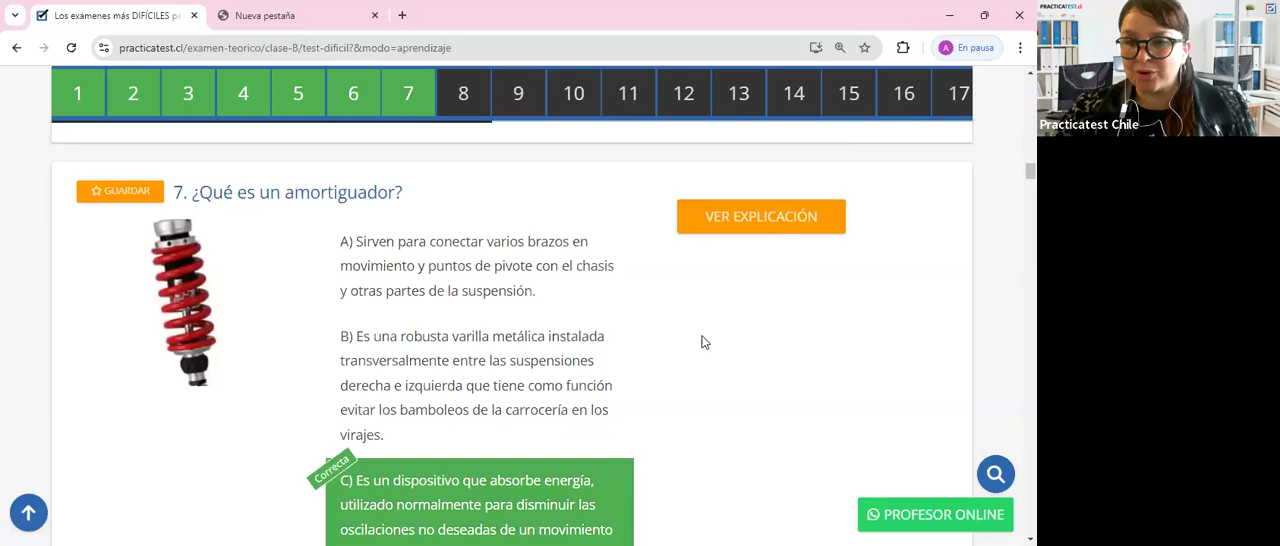 Los exámenes más DIFÍCILES pa
Nueva pestaña
practicatest.cl/examen-teorico/clase-B/test-dificil?&modo=aprendizaje
En pausa
1 2 3 4 5 6 7 8 9 10 11 12 13 14 15 16 17
GUARDAR
7. ¿Qué es un amortiguador?
VER EXPLICACIÓN
A) Sirven para conectar varios brazos en
movimiento y puntos de pivote con el chasis
y otras partes de la suspensión.
B) Es una robusta varilla metálica instalada
transversalmente entre las suspensiones
derecha e izquierda que tiene como función
evitar los bamboleos de la carrocería en los
virajes.
Correcta
C) Es un dispositivo que absorbe energía,
utilizado normalmente para disminuir las
oscilaciones no deseadas de un movimiento
PROFESOR ONLINE
PRACTICATEST.CL
Practicatest Chile